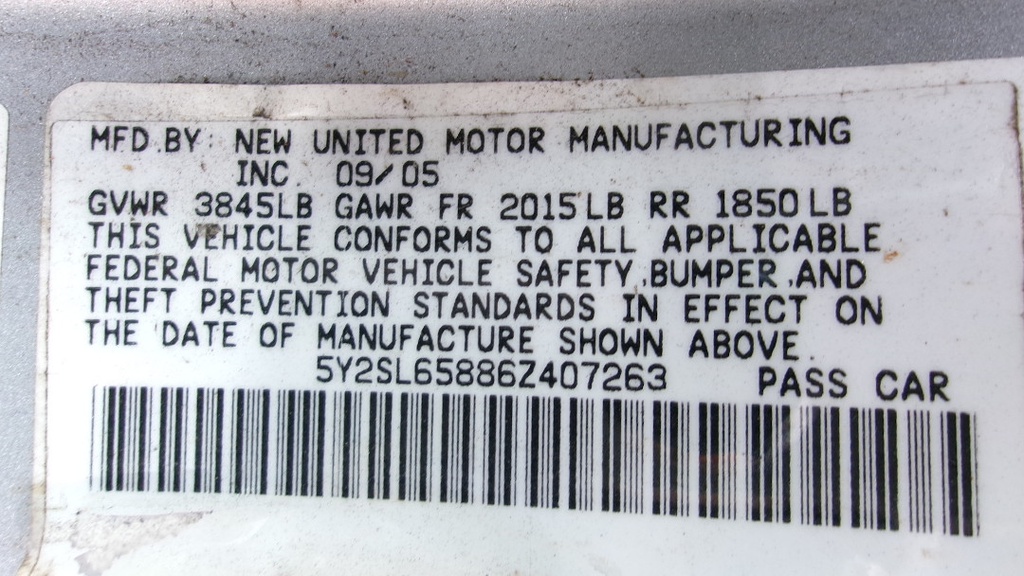 MFD.BY: NEW UNITED MOTOR MANUFACTURING
INC. 09/05
GVWR 3845LB GAWR FR 2015LB RR 1850LB
THIS VEHICLE CONFORMS TO ALL APPLICABLE
FEDERAL MOTOR VEHICLE SAFETY,BUMPER,AND
THEFT PREVENTION STANDARDS IN EFFECT ON
THE DATE OF MANUFACTURE SHOWN ABOVE.
5Y2SL65886Z407263 PASS CAR